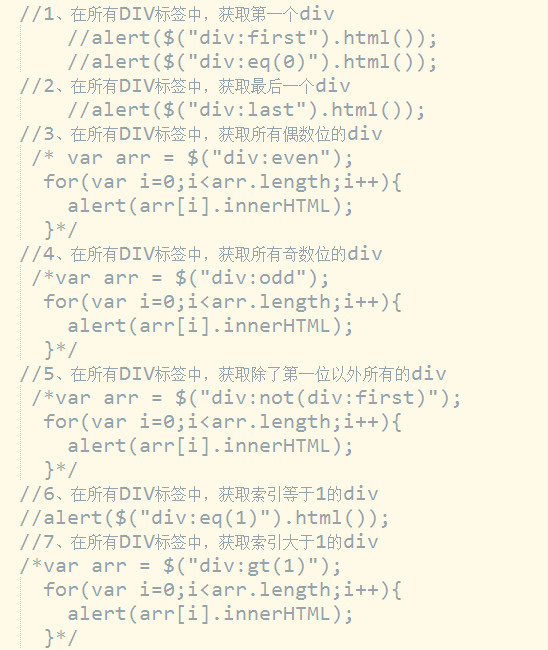 //1、在所有DIV标签中，获取第一个div
//alert($("div:first").html());
//alert($("div:eq(0)").html());
//2、在所有DIV标签中，获取最后一个div
//alert($("div:last").html());
//3、在所有DIV标签中，获取所有偶数位的div
/* var arr = $("div:even");
for(var i=0;i<arr.length;i++){
alert(arr[i].innerHTML);
}*/
//4、在所有DIV标签中，获取所有奇数位的div
/*var arr = $("div:odd");
for(var i=0;i<arr.length;i++){
alert(arr[i].innerHTML);
}*/
//5、在所有DIV标签中，获取除了第一位以外所有的div
/*var arr = $("div:not(div:first)");
for(var i=0;i<arr.length;i++){
alert(arr[i].innerHTML);
}*/
//6、在所有DIV标签中，获取索引等于1的div
//alert($("div:eq(1)").html());
//7、在所有DIV标签中，获取索引大于1的div
/*var arr = $("div:gt(1)");
for(var i=0;i<arr.length;i++){
alert(arr[i].innerHTML);
}*/